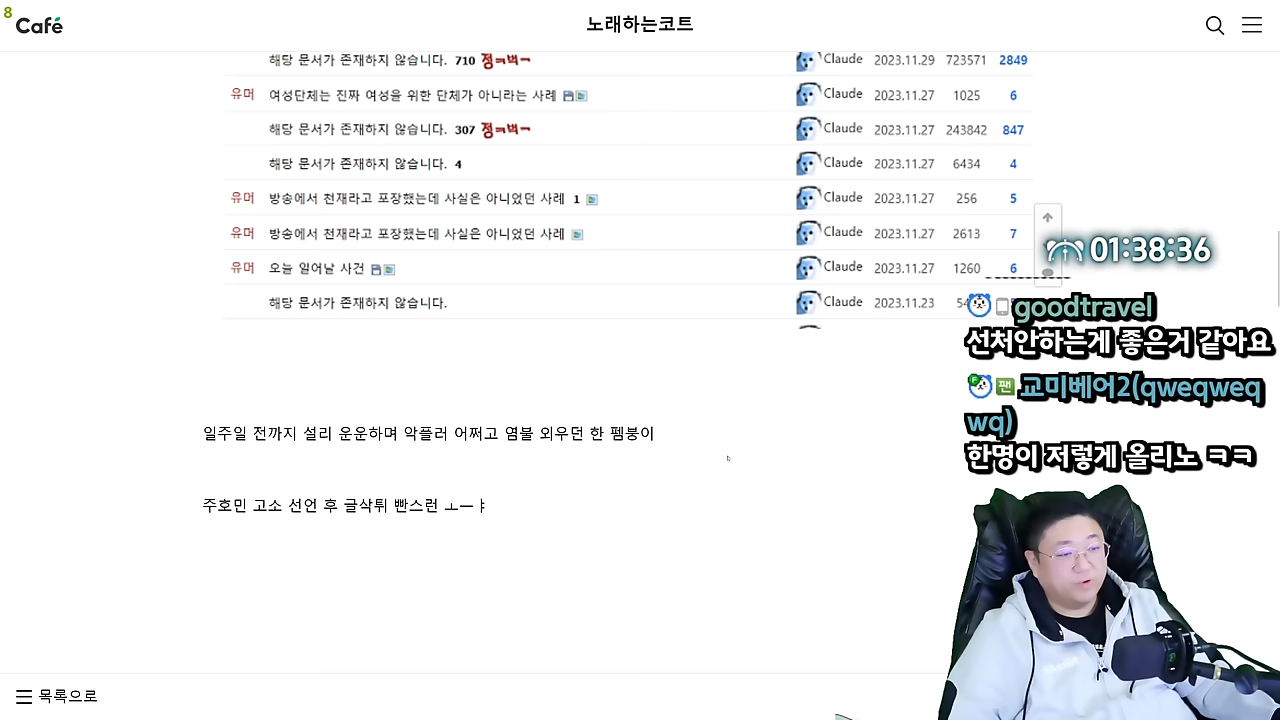 8
Café
노래하는코트
해당 문서가 존재하지 않습니다. 710 Claude 2023.11.29 723571 2849
유머 여성단체는 진짜 여성을 위한 단체가 아니라는 사례 Claude 2023.11.27 1025 6
해당 문서가 존재하지 않습니다. 307 Claude 2023.11.27 243842 847
해당 문서가 존재하지 않습니다. 4 Claude 2023.11.27 6434 4
유머 방송에서 천재라고 포장했는데 사실은 아니었던 사례 1 Claude 2023.11.27 256 5
유머 방송에서 천재라고 포장했는데 사실은 아니었던 사례 Claude 2023.11.27 2613 7
유머 오늘 일어날 사건 Claude 2023.11.27 1260 6
해당 문서가 존재하지 않습니다. Claude 2023.11.23
01:38:36
goodtravel
선처안하는게 좋은거 같아요
팬 교미베어2(qweqweq
wq)
한명이 저렇게 올리노 ㅋㅋ
일주일 전까지 설리 운운하며 악플러 어쩌고 염불 외우던 한 펨붕이
주호민 고소 선언 후 글삭튀 빤스런 ㅗㅡㅑ
목록으로